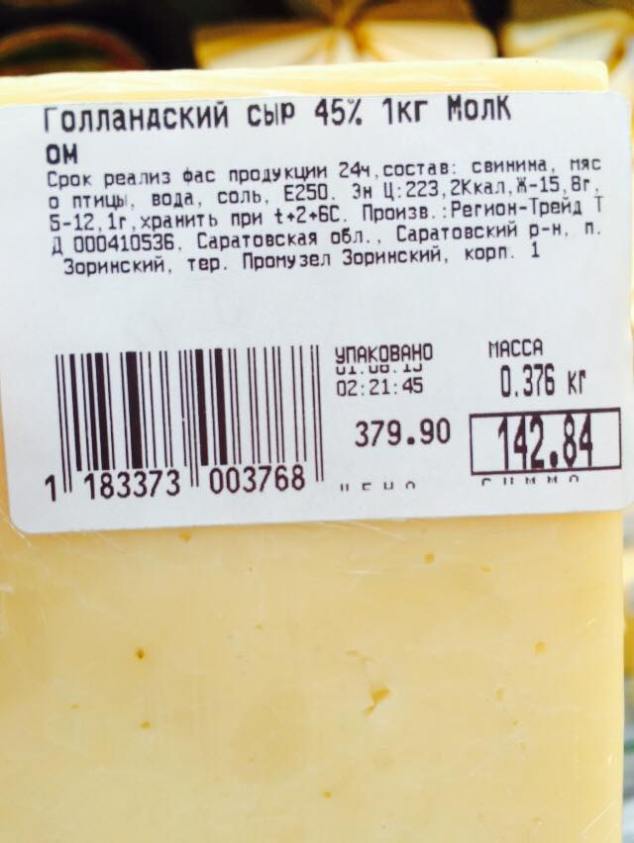 Голландский сыр 45% 1кг МолК
ом
Срок реализ фас продукции 24ч,состав: свинина, мяс
о птицы, вода, соль, Е250. Эн Ц:223,2Ккал,Ж-15,8г,
Б-12,1г,хранить при t+2+6С. Произв.:Регион-Трейд Т
Д 000410536, Саратовская обл., Саратовский р-н, п.
Зоринский, тер. Промузел Зоринский, корп. 1
УПАКОВАНО МАССА
02:21:45 0.376 кг
379.90 142.84
1 183373 003768